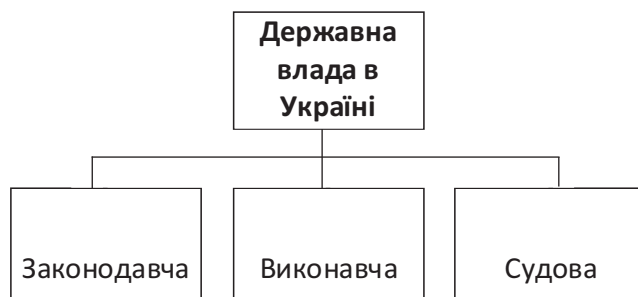 Державна
влада в
Україні
Законодавча
Виконавча
Судова